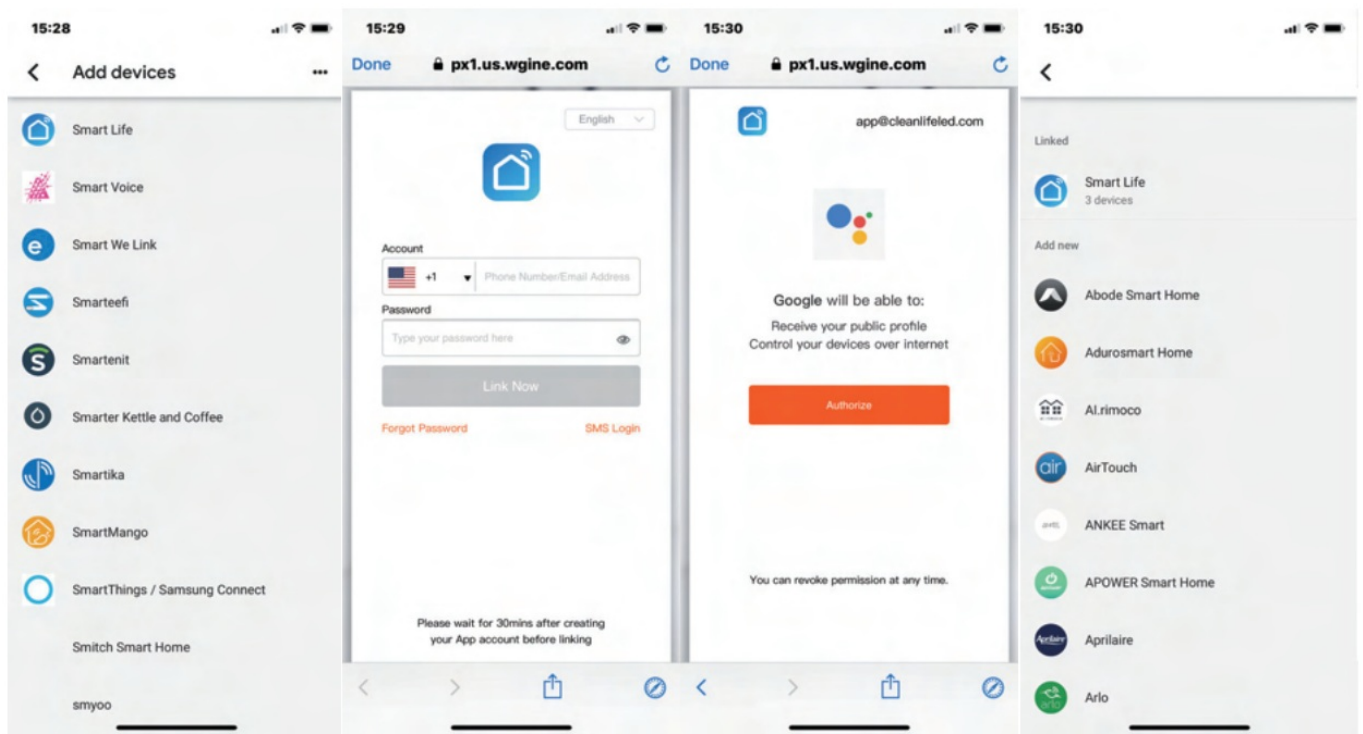 15:28
Add devices
Smart Life
Smart Voice
Smart We Link
Smarteefi
Smartenit
Smarter Kettle and Coffee
Smartika
SmartMango
SmartThings / Samsung Connect
Smitch Smart Home
smyoo
15:29
Done px1.us.wgine.com
English
Account
+1 Phone Number/Email Address
Password
Type your password here
Link Now
Forgot Password SMS Login
Please wait for 30mins after creating
your App account before linking
15:30
Done px1.us.wgine.com
app@cleanlifeled.com
Google will be able to:
Receive your public profile
Control your devices over internet
Authorize
You can revoke permission at any time.
15:30
Linked
Smart Life
3 devices
Add new
Abode Smart Home
Adurosmart Home
AI.rimoco
air AirTouch
ANKEE Smart
APOWER Smart Home
Aprilaire Aprilaire
arlo Arlo